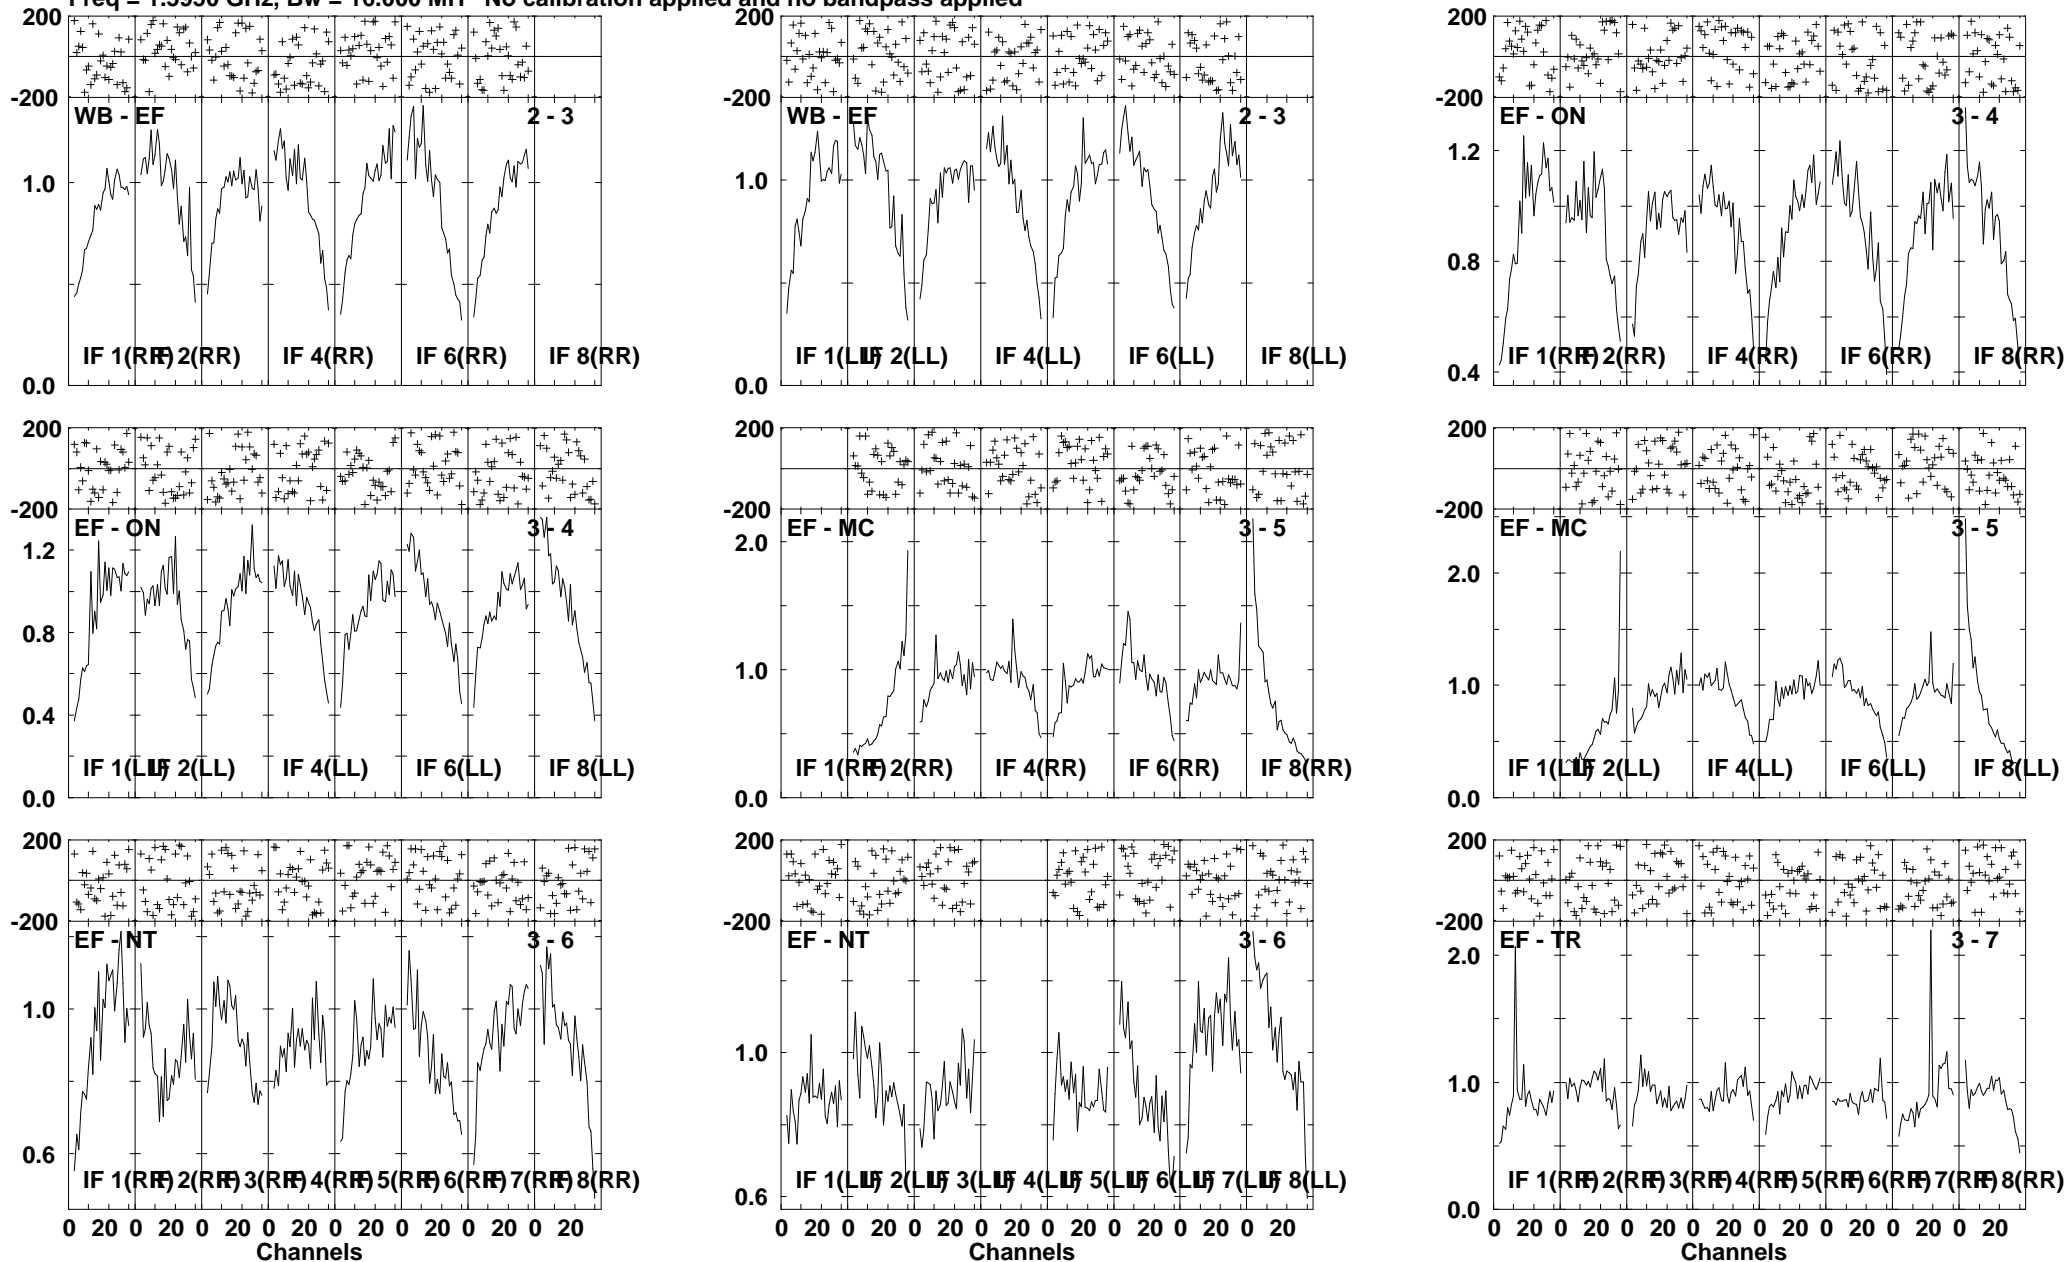 Freq = 1.5950 GHz, Bw = 16.000 MH No calibration applied and no bandpass applied
200
-200
WB - EF
2 - 3
1.0
0.0
IF 1(RR)
IF 2(RR)
IF 4(RR)
IF 6(RR)
IF 8(RR)
200
-200
WB - EF
2 - 3
1.0
0.0
IF 1(LL)
IF 2(LL)
IF 4(LL)
IF 6(LL)
IF 8(LL)
200
-200
EF - ON
3 - 4
1.2
0.8
0.4
IF 1(RR)
IF 2(RR)
IF 4(RR)
IF 6(RR)
IF 8(RR)
200
-200
EF - ON
3 - 4
1.2
0.8
0.4
0.0
IF 1(LL)
IF 2(LL)
IF 4(LL)
IF 6(LL)
IF 8(LL)
200
-200
EF - MC
3 - 5
2.0
1.0
0.0
IF 1(RR)
IF 2(RR)
IF 4(RR)
IF 6(RR)
IF 8(RR)
200
-200
EF - MC
3 - 5
2.0
1.0
0.0
IF 1(LL)
IF 2(LL)
IF 4(LL)
IF 6(LL)
IF 8(LL)
200
-200
EF - NT
3 - 6
1.0
0.6
IF 1(RR)
IF 2(RR)
IF 3(RR)
IF 4(RR)
IF 5(RR)
IF 6(RR)
IF 7(RR)
IF 8(RR)
0 20 0 20 0 20 0 20 0 20 0 20 0 20 0 20
Channels
200
-200
EF - NT
3 - 6
1.0
0.6
IF 1(LL)
IF 2(LL)
IF 3(LL)
IF 4(LL)
IF 5(LL)
IF 6(LL)
IF 7(LL)
IF 8(LL)
0 20 0 20 0 20 0 20 0 20 0 20 0 20 0 20
Channels
200
-200
EF - TR
3 - 7
2.0
1.0
0.0
IF 1(RR)
IF 2(RR)
IF 3(RR)
IF 4(RR)
IF 5(RR)
IF 6(RR)
IF 7(RR)
IF 8(RR)
0 20 0 20 0 20 0 20 0 20 0 20 0 20 0 20
Channels